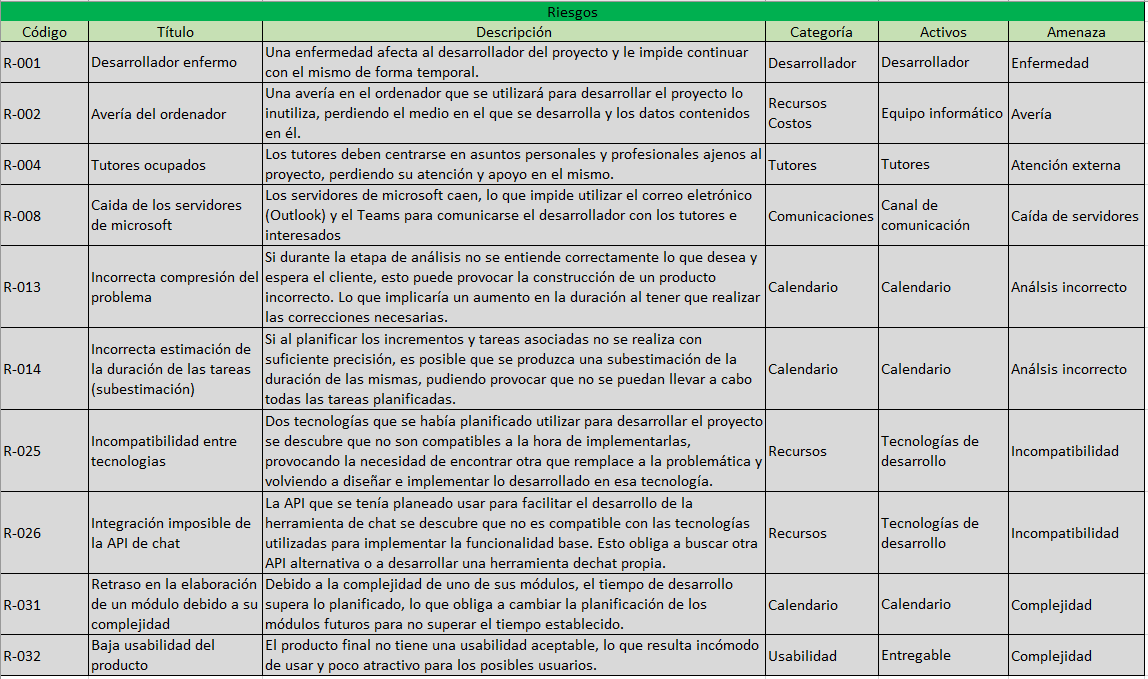 Riesgos
Código Título Descripción Categoría Activos Amenaza
R-001 Desarrollador enfermo Una enfermedad afecta al desarrollador del proyecto y le impide continuar
con el mismo de forma temporal. Desarrollador Desarrollador Enfermedad
R-002 Avería del ordenador Una avería en el ordenador que se utilizará para desarrollar el proyecto lo
inutiliza, perdiendo el medio en el que se desarrolla y los datos contenidos
en él. Recursos
Costos Equipo informático Avería
R-004 Tutores ocupados Los tutores deben centrarse en asuntos personales y profesionales ajenos al
proyecto, perdiendo su atención y apoyo en el mismo. Tutores Tutores Atención externa
R-008 Caida de los servidores
de microsoft Los servidores de microsoft caen, lo que impide utilizar el correo eletrónico
(Outlook) y el Teams para comunicarse el desarrollador con los tutores e
interesados Comunicaciones Canal de
comunicación Caída de servidores
R-013 Incorrecta compresión del
problema Si durante la etapa de análisis no se entiende correctamente lo que desea y
espera el cliente, esto puede provocar la construcción de un producto
incorrecto. Lo que implicaría un aumento en la duración al tener que realizar
las correcciones necesarias. Calendario Calendario Análsis incorrecto
R-014 Incorrecta estimación de
la duración de las tareas
(subestimación) Si al planificar los incrementos y tareas asociadas no se realiza con
suficiente precisión, es posible que se produzca una subestimación de la
duración de las mismas, pudiendo provocar que no se puedan llevar a cabo
todas las tareas planificadas. Calendario Calendario Análsis incorrecto
R-025 Incompatibilidad entre
tecnologias Dos tecnologías que se había planificado utilizar para desarrollar el proyecto
se descubre que no son compatibles a la hora de implementarlas,
provocando la necesidad de encontrar otra que remplace a la problemática y
volviendo a diseñar e implementar lo desarrollado en esa tecnología. Recursos Tecnologías de
desarrollo Incompatibilidad
R-026 Integración imposible de
la API de chat La API que se tenía planeado usar para facilitar el desarrollo de la
herramienta de chat se descubre que no es compatible con las tecnologías
utilizadas para implementar la funcionalidad base. Esto obliga a buscar otra
API alternativa o a desarrollar una herramienta dechat propia. Recursos Tecnologías de
desarrollo Incompatibilidad
R-031 Retraso en la elaboración
de un módulo debido a su
complejidad Debido a la complejidad de uno de sus módulos, el tiempo de desarrollo
supera lo planificado, lo que obliga a cambiar la planificación de los
módulos futuros para no superar el tiempo establecido. Calendario Calendario Complejidad
R-032 Baja usabilidad del
producto El producto final no tiene una usabilidad aceptable, lo que resulta incómodo
de usar y poco atractivo para los posibles usuarios. Usabilidad Entregable Complejidad